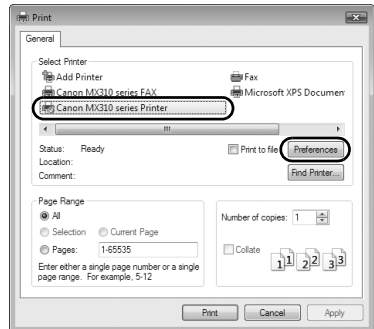 Print
General
Select Printer
Add Printer
Fax
Canon MX310 series FAX
Microsoft XPS Documen
Canon MX310 series Printer
Status: Ready
Print to file
Preferences
Location:
Comment:
Find Printer...
Page Range
All
Selection
Current Page
Pages: 1-65535
Enter either a single page number or a single
page range. For example, 5-12
Number of copies: 1
Collate
11 22 33
Print
Cancel
Apply